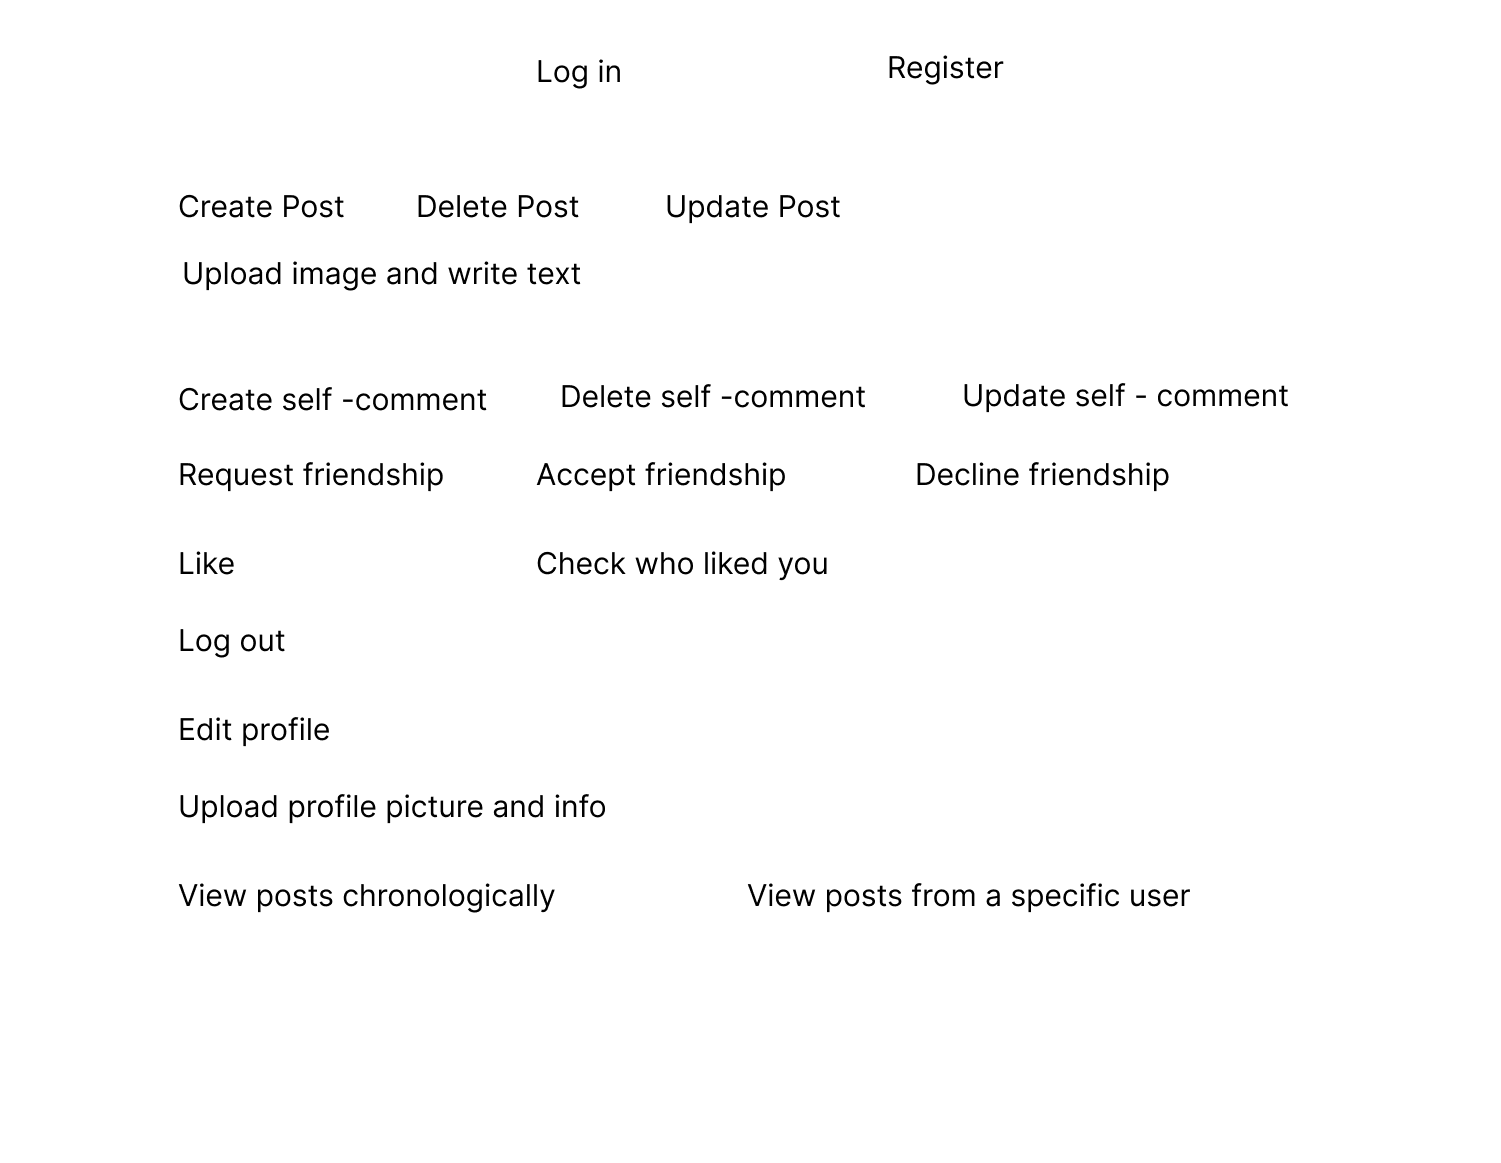 Log in Register
Create Post Delete Post Update Post
Upload image and write text
Create self -comment Delete self -comment Update self - comment
Request friendship Accept friendship Decline friendship
Like Check who liked you
Log out
Edit profile
Upload profile picture and info
View posts chronologically View posts from a specific user